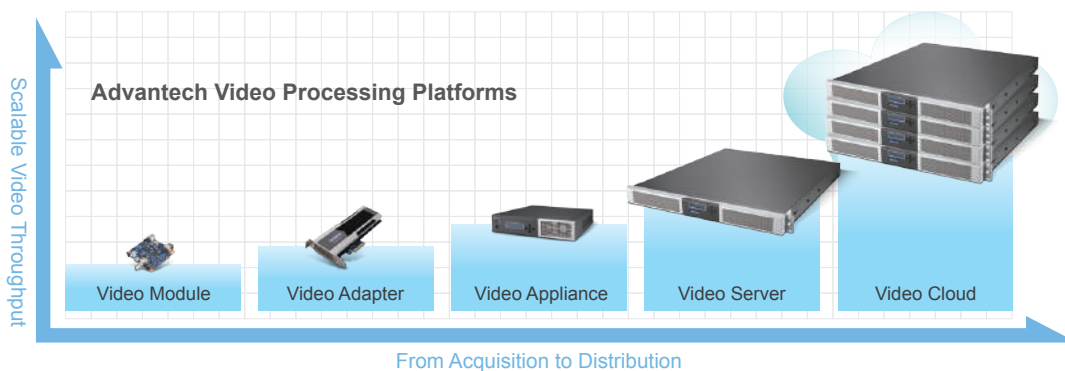 Advantech Video Processing Platforms
Scalable Video Throughput
Video Module
Video Adapter
Video Appliance
Video Server
Video Cloud
From Acquisition to Distribution